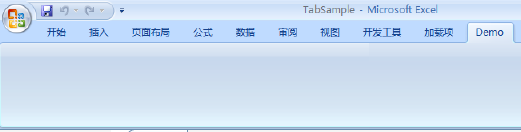 TabSample - Microsoft Excel
开始 插入 页面布局 公式 数据 审阅 视图 开发工具 加载项 Demo